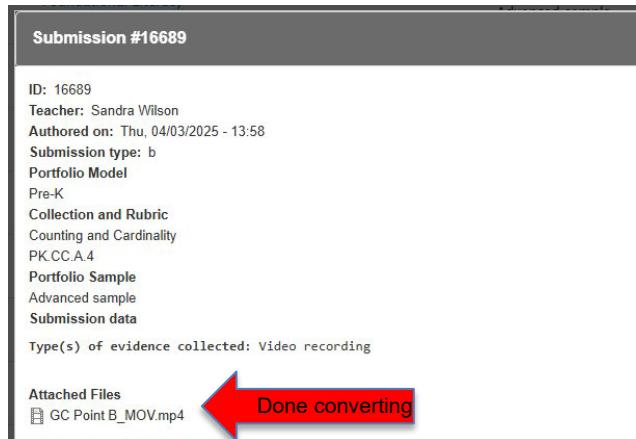 Submission #16689
ID: 16689
Teacher: Sandra Wilson
Authored on: Thu, 04/03/2025 - 13:58
Submission type: b
Portfolio Model
Pre-K
Collection and Rubric
Counting and Cardinality
PK.CC.A.4
Portfolio Sample
Advanced sample
Submission data
Type(s) of evidence collected: Video recording
Attached Files
GC Point B_MOV.mp4
Done converting